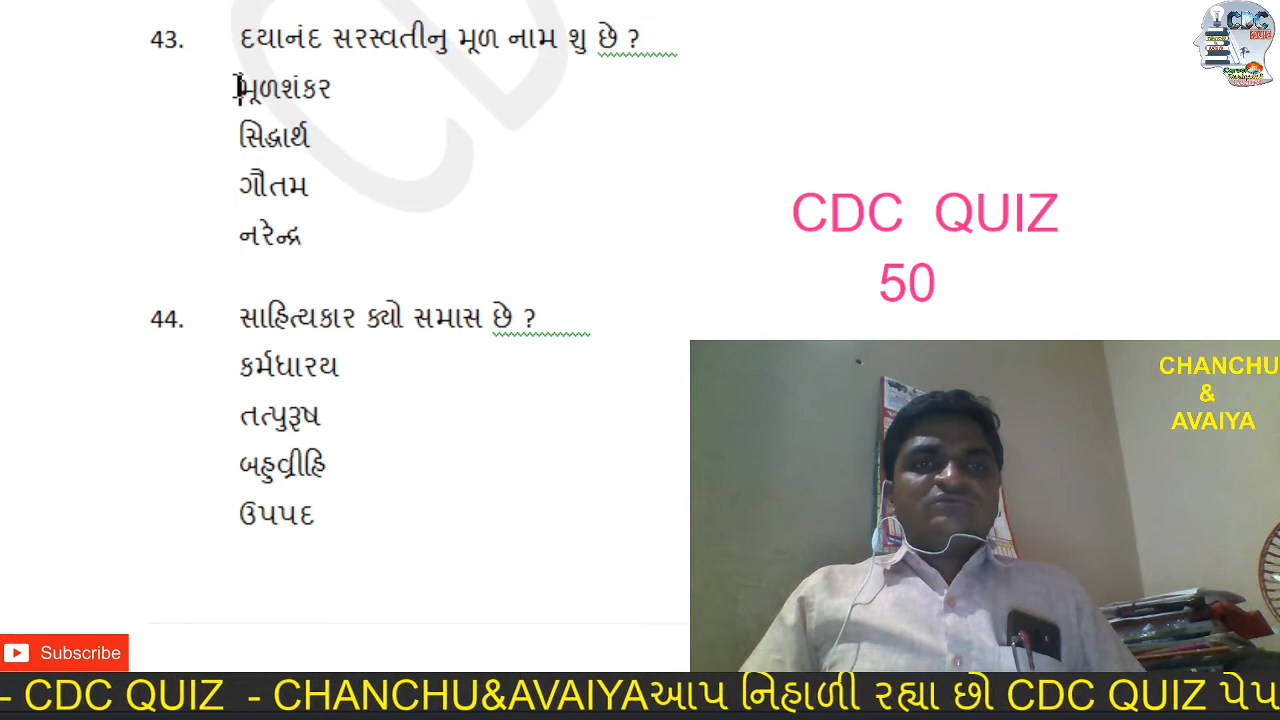 43. દયાનંદ સરસ્વતીનુ મૂળ નામ શુ છે ?
મૂળશંકર
સિદ્ધાર્થ
ગૌતમ
નરેન્દ્ર
44. સાહિત્યકાર ક્યો સમાસ છે ?
કર્મધારય
તત્પુરૂષ
બહુવ્રીહિ
ઉપપદ
CDC QUIZ
50
CDC
CHANCHU
&
AVAIYA
Subscribe
- CDC QUIZ - CHANCHU&AVAIYAઆપ નિહાળી રહ્યા છો CDC QUIZ પેપ